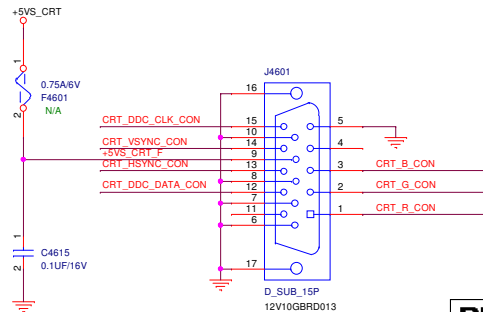 +5VS_CRT
1
0.75A/6V
F4601
N/A
2
J4601
16
CRT_DDC_CLK_CON
15
5
10
CRT_VSYNC_CON
14
4
+5VS_CRT_F
9
CRT_HSYNC_CON
13
3
CRT_B_CON
8
CRT_DDC_DATA_CON
12
2
CRT_G_CON
7
11
1
CRT_R_CON
6
1
C4615
0.1UF/16V
2
17
D_SUB_15P
12V10GBRD013